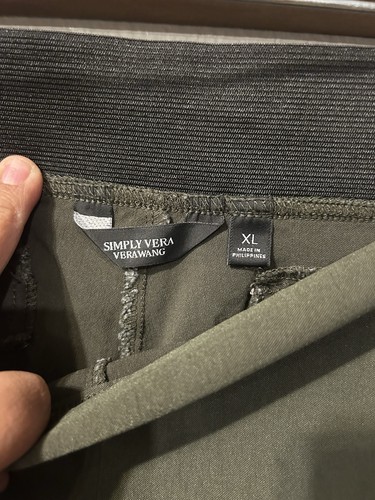 SIMPLY VERA
VERAWANG
XL
MADE IN
PHILIPPINES